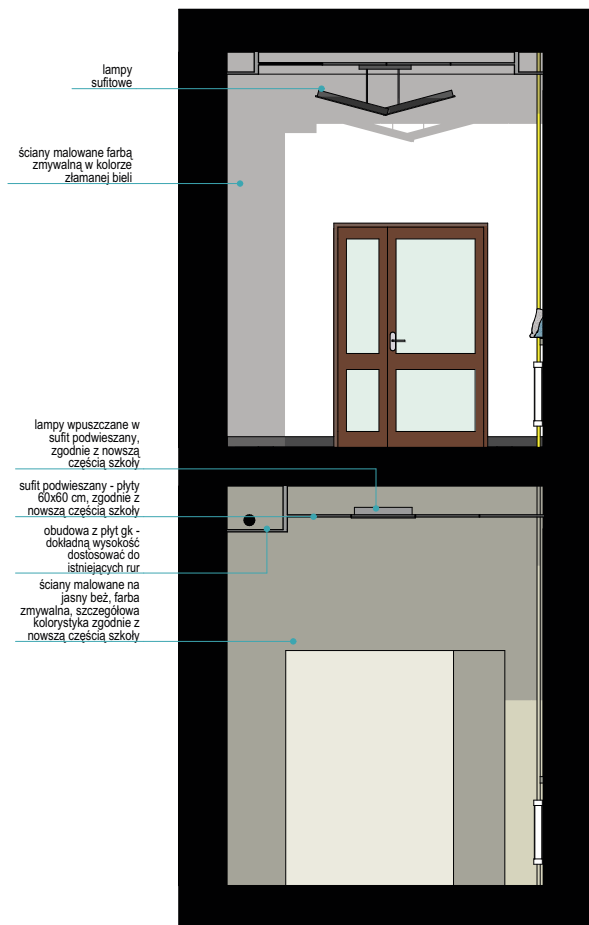 lampy
sufitowe
ściany malowane farbą
zmywalną w kolorze
złamanej bieli
lampy wpuszczane w
sufit podwieszany,
zgodnie z nowszą
częścią szkoły
sufit podwieszany - płyty
60x60 cm, zgodnie z
nowszą częścią szkoły
obudowa z płyt gk -
dokładną wysokość
dostosować do
istniejących rur
ściany malowane na
jasny beż, farba
zmywalna, szczegółowa
kolorystyka zgodnie z
nowszą częścią szkoły